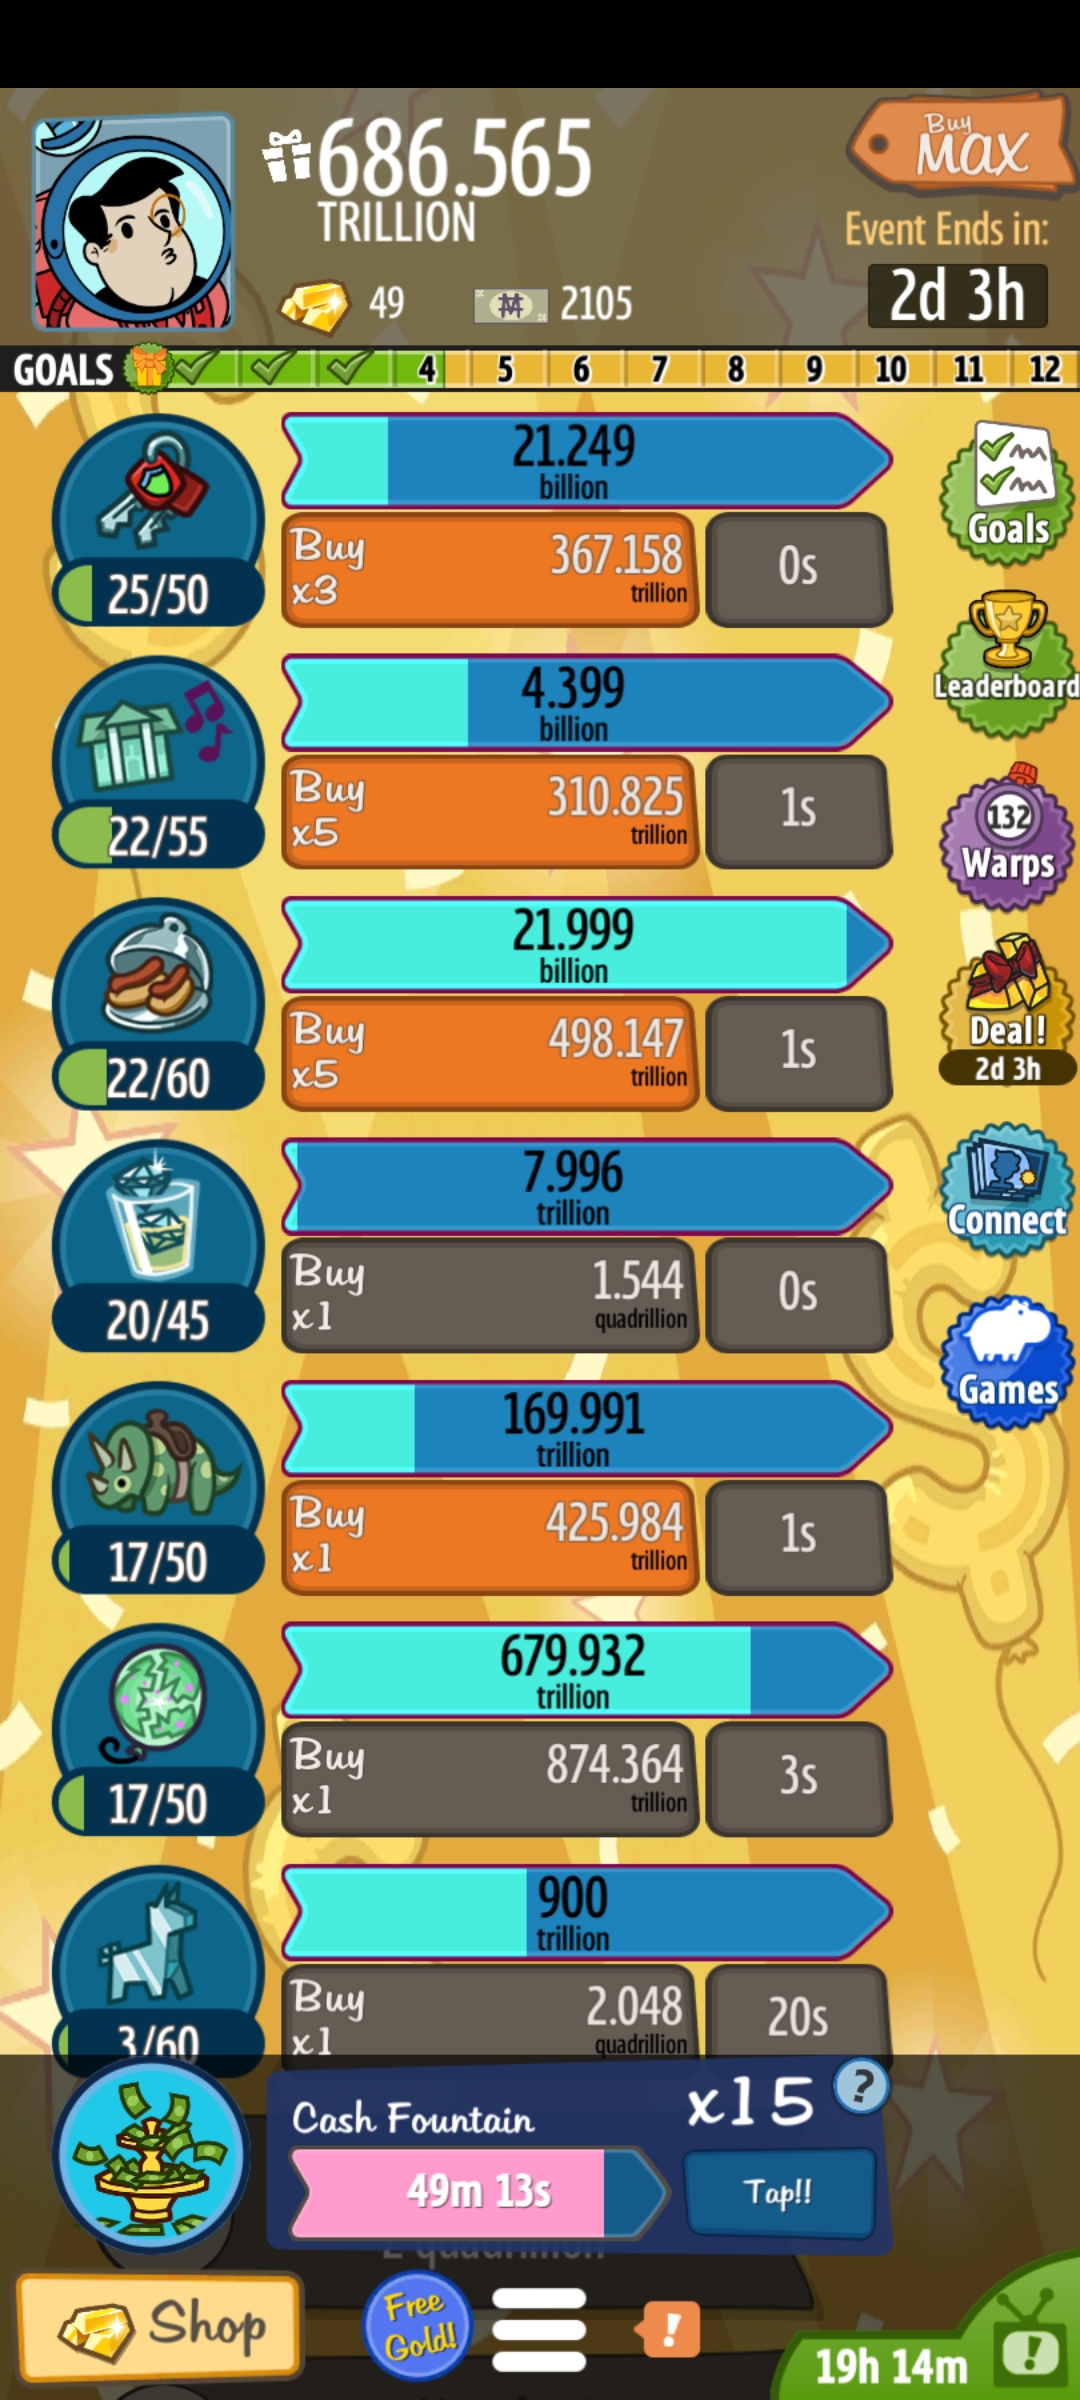 686.565
TRILLION
49
2105
Buy
MAX
Event Ends in:
2d 3h
GOALS 4 5 6 7 8 9 10 11 12
21.249
billion
Buy
x3
367.158
trillion
0s
25/50
Goals
4.399
billion
Buy
x5
310.825
trillion
1s
22/55
Leaderboard
21.999
billion
Buy
x5
498.147
trillion
1s
22/60
132
Warps
Deal!
2d 3h
7.996
trillion
Buy
x1
1.544
quadrillion
0s
20/45
Connect
169.991
trillion
Buy
x1
425.984
trillion
1s
17/50
Games
679.932
trillion
Buy
x1
874.364
trillion
3s
17/50
900
trillion
Buy
x1
2.048
quadrillion
20s
3/60
Cash Fountain
x15
?
49m 13s
Tap!!
2 quadrillion
Shop
Free
Gold!
!
19h 14m
!